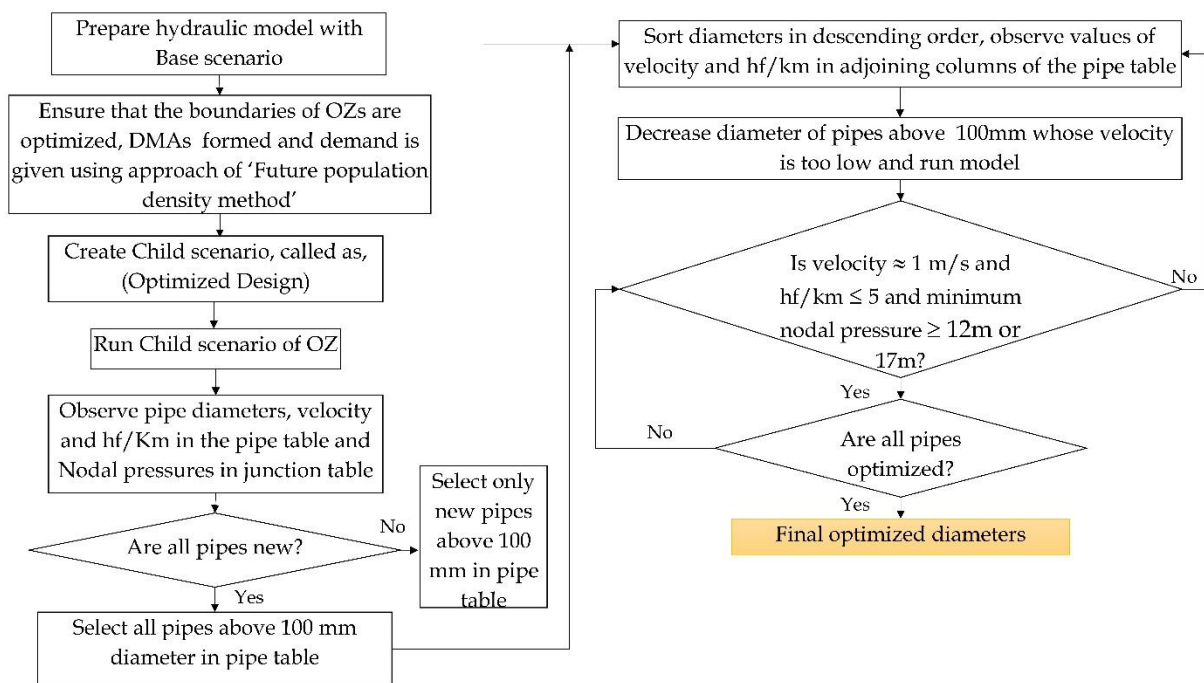 Prepare hydraulic model with
Base scenario
Ensure that the boundaries of OZs are
optimized, DMAs formed and demand is
given using approach of ‘Future population
density method’
Create Child scenario, called as,
(Optimized Design)
Run Child scenario of OZ
Observe pipe diameters, velocity
and hf/Km in the pipe table and
Nodal pressures in junction table
Are all pipes new?
No
Select only
new pipes
above 100
mm in pipe
table
Yes
Select all pipes above 100 mm
diameter in pipe table
Sort diameters in descending order, observe values of
velocity and hf/km in adjoining columns of the pipe table
Decrease diameter of pipes above 100mm whose velocity
is too low and run model
Is velocity ≈ 1 m/s and
hf/km ≤ 5 and minimum
nodal pressure ≥ 12m or
17m?
No
Yes
Are all pipes
optimized?
No
Yes
Final optimized diameters